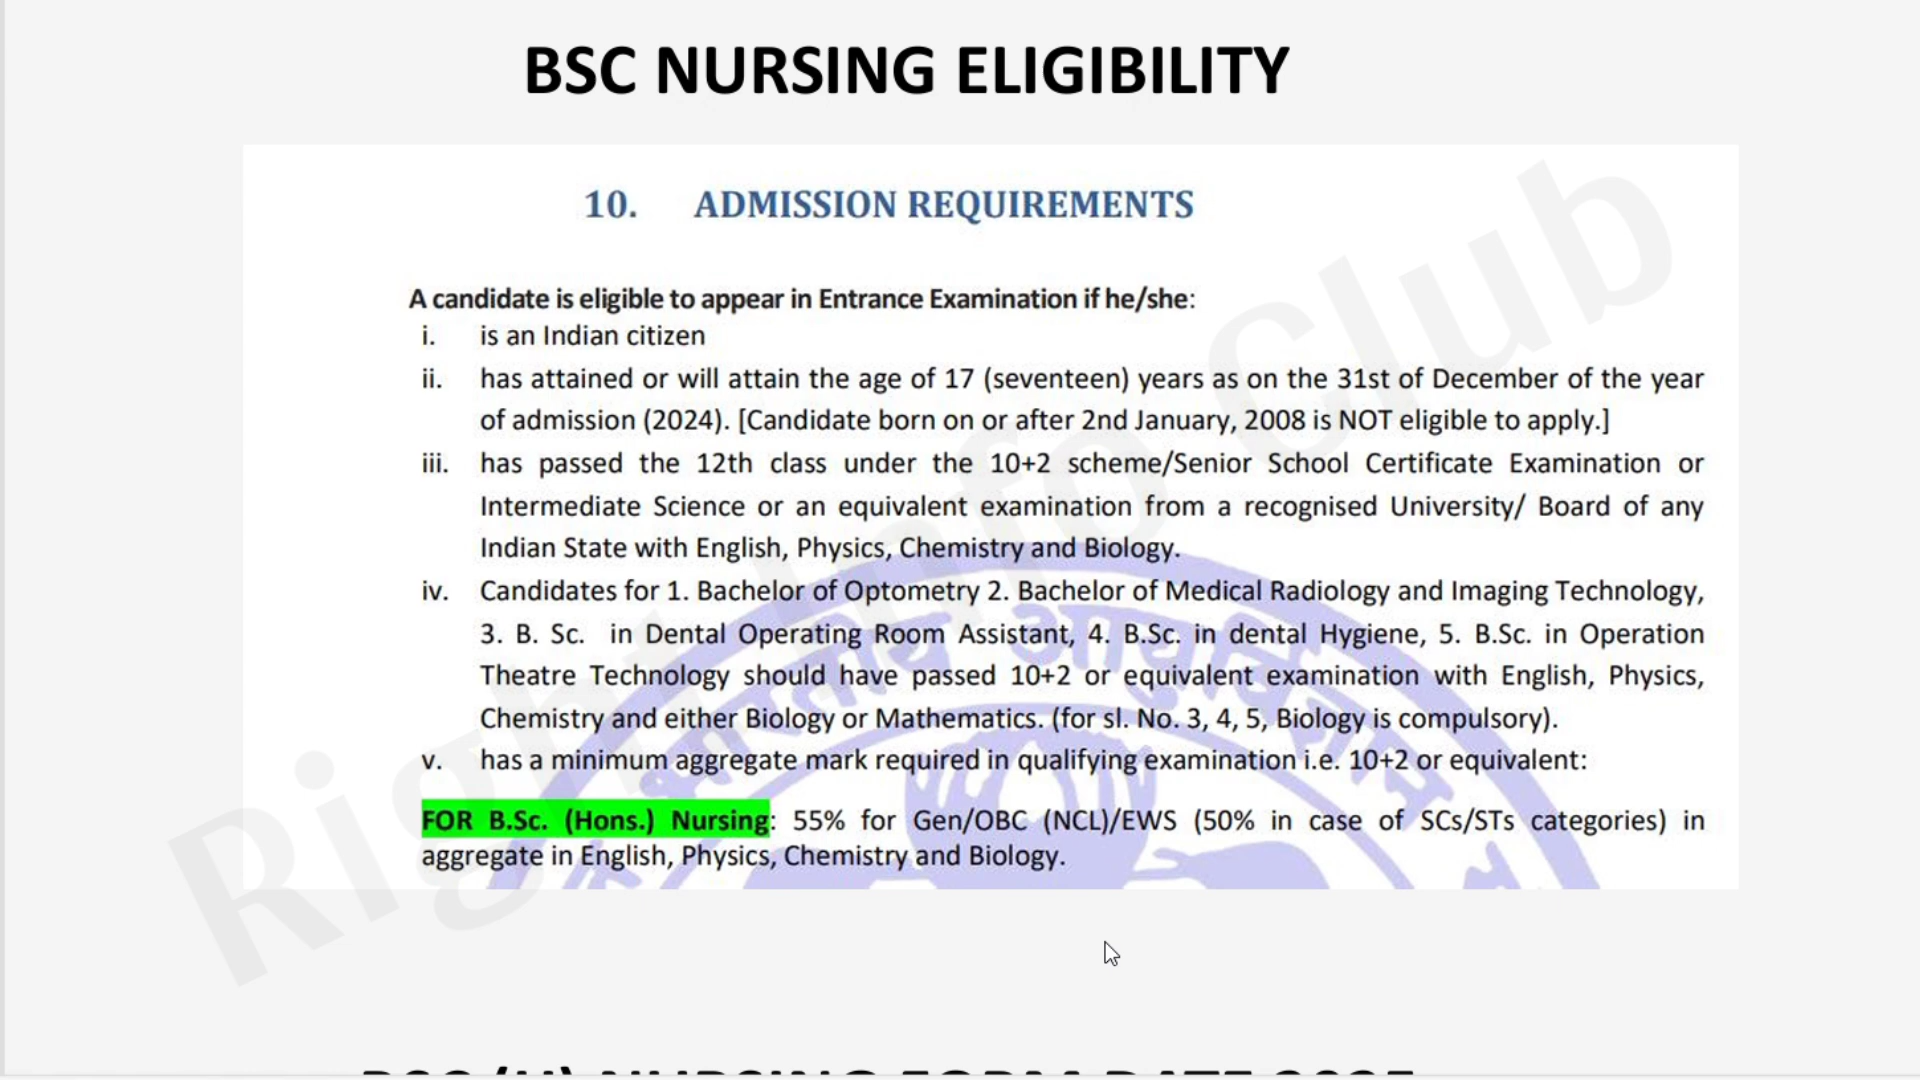 BSC NURSING ELIGIBILITY
10. ADMISSION REQUIREMENTS
A candidate is eligible to appear in Entrance Examination if he/she:
i. is an Indian citizen
ii. has attained or will attain the age of 17 (seventeen) years as on the 31st of December of the year
of admission (2024). [Candidate born on or after 2nd January, 2008 is NOT eligible to apply.]
iii. has passed the 12th class under the 10+2 scheme/Senior School Certificate Examination or
Intermediate Science or an equivalent examination from a recognised University/ Board of any
Indian State with English, Physics, Chemistry and Biology.
iv. Candidates for 1. Bachelor of Optometry 2. Bachelor of Medical Radiology and Imaging Technology,
3. B. Sc. in Dental Operating Room Assistant, 4. B.Sc. in dental Hygiene, 5. B.Sc. in Operation
Theatre Technology should have passed 10+2 or equivalent examination with English, Physics,
Chemistry and either Biology or Mathematics. (for sl. No. 3, 4, 5, Biology is compulsory).
v. has a minimum aggregate mark required in qualifying examination i.e. 10+2 or equivalent:
FOR B.Sc. (Hons.) Nursing: 55% for Gen/OBC (NCL)/EWS (50% in case of SCs/STs categories) in
aggregate in English, Physics, Chemistry and Biology.
Right Info Club